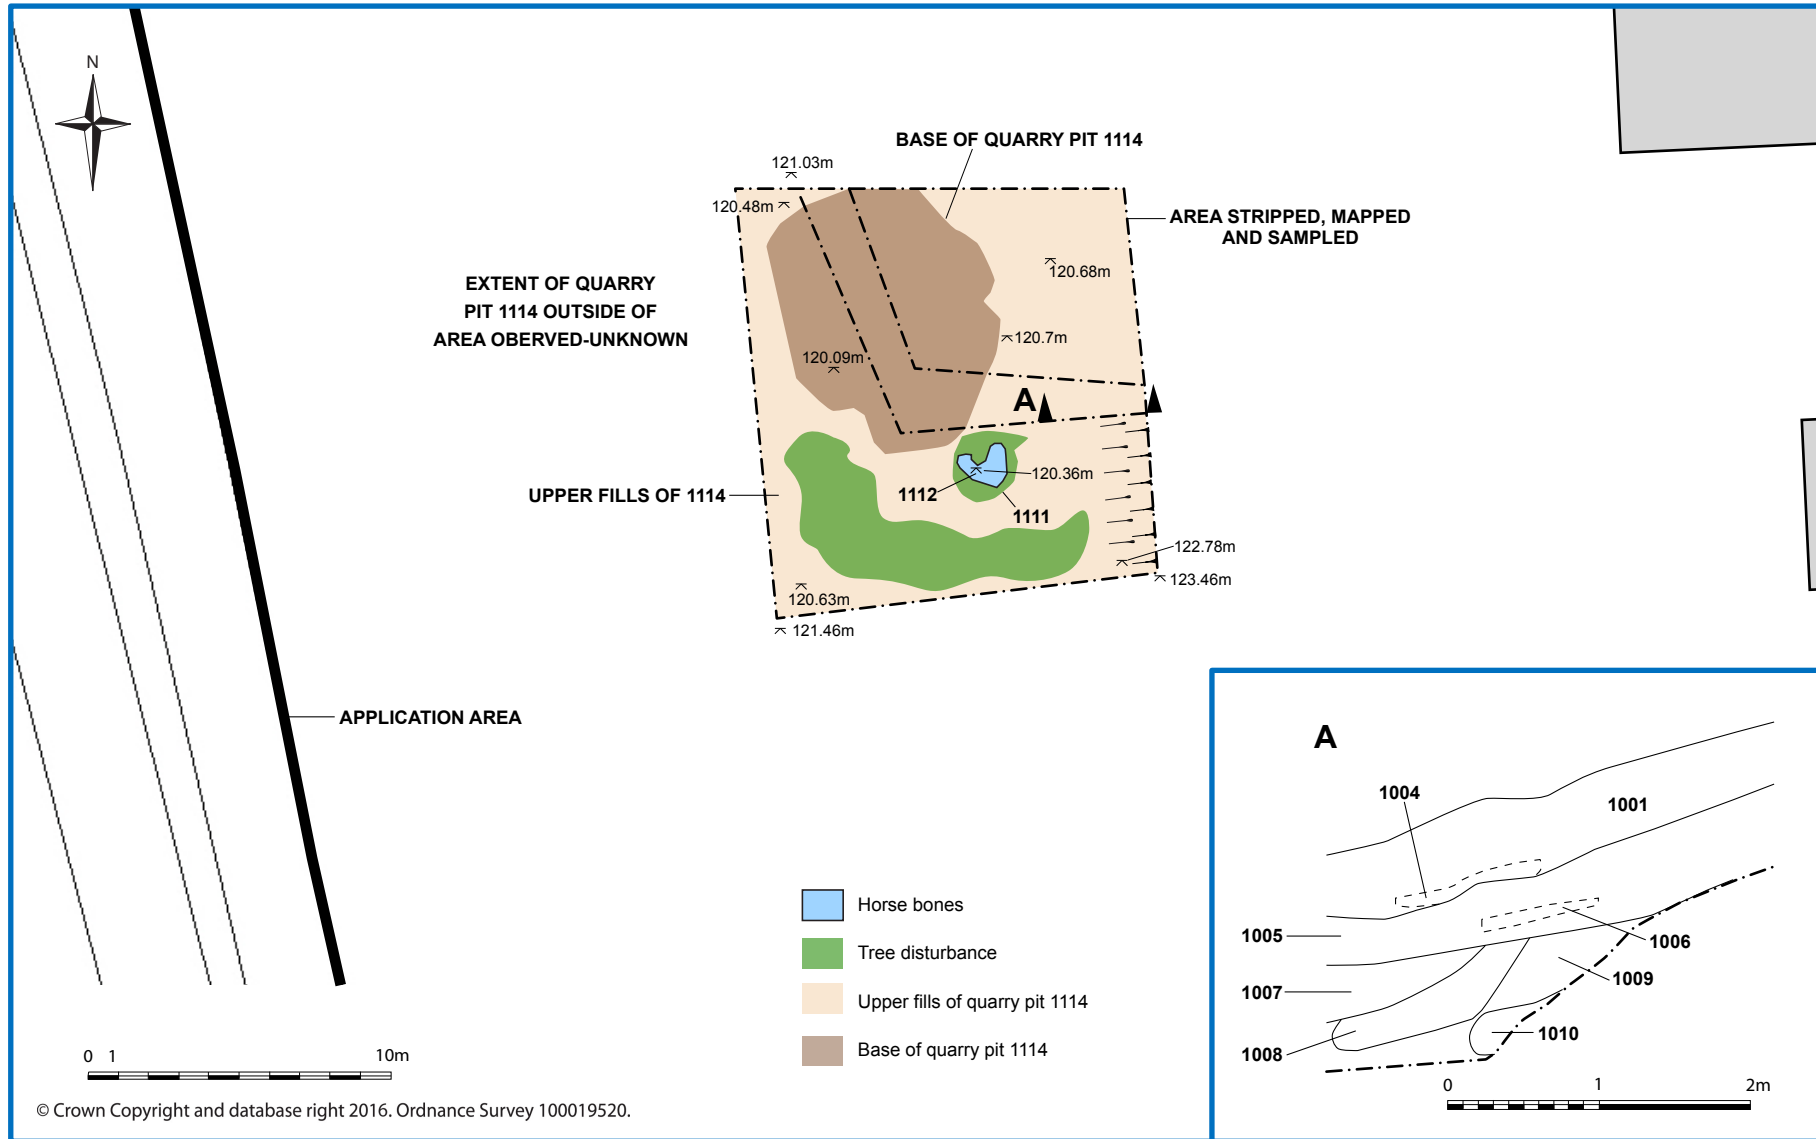 N
BASE OF QUARRY PIT 1114
121.03m
120.48m
AREA STRIPPED, MAPPED
AND SAMPLED
120.68m
EXTENT OF QUARRY
PIT 1114 OUTSIDE OF
AREA OBERVED-UNKNOWN
120.7m
120.09m
A
120.36m
UPPER FILLS OF 1114
1112
1111
122.78m
123.46m
120.63m
121.46m
APPLICATION AREA
A
1004
1001
1005
1006
1009
1007
1010
1008
Horse bones
Tree disturbance
Upper fills of quarry pit 1114
Base of quarry pit 1114
0 1 10m
0 1 2m
© Crown Copyright and database right 2016. Ordnance Survey 100019520.